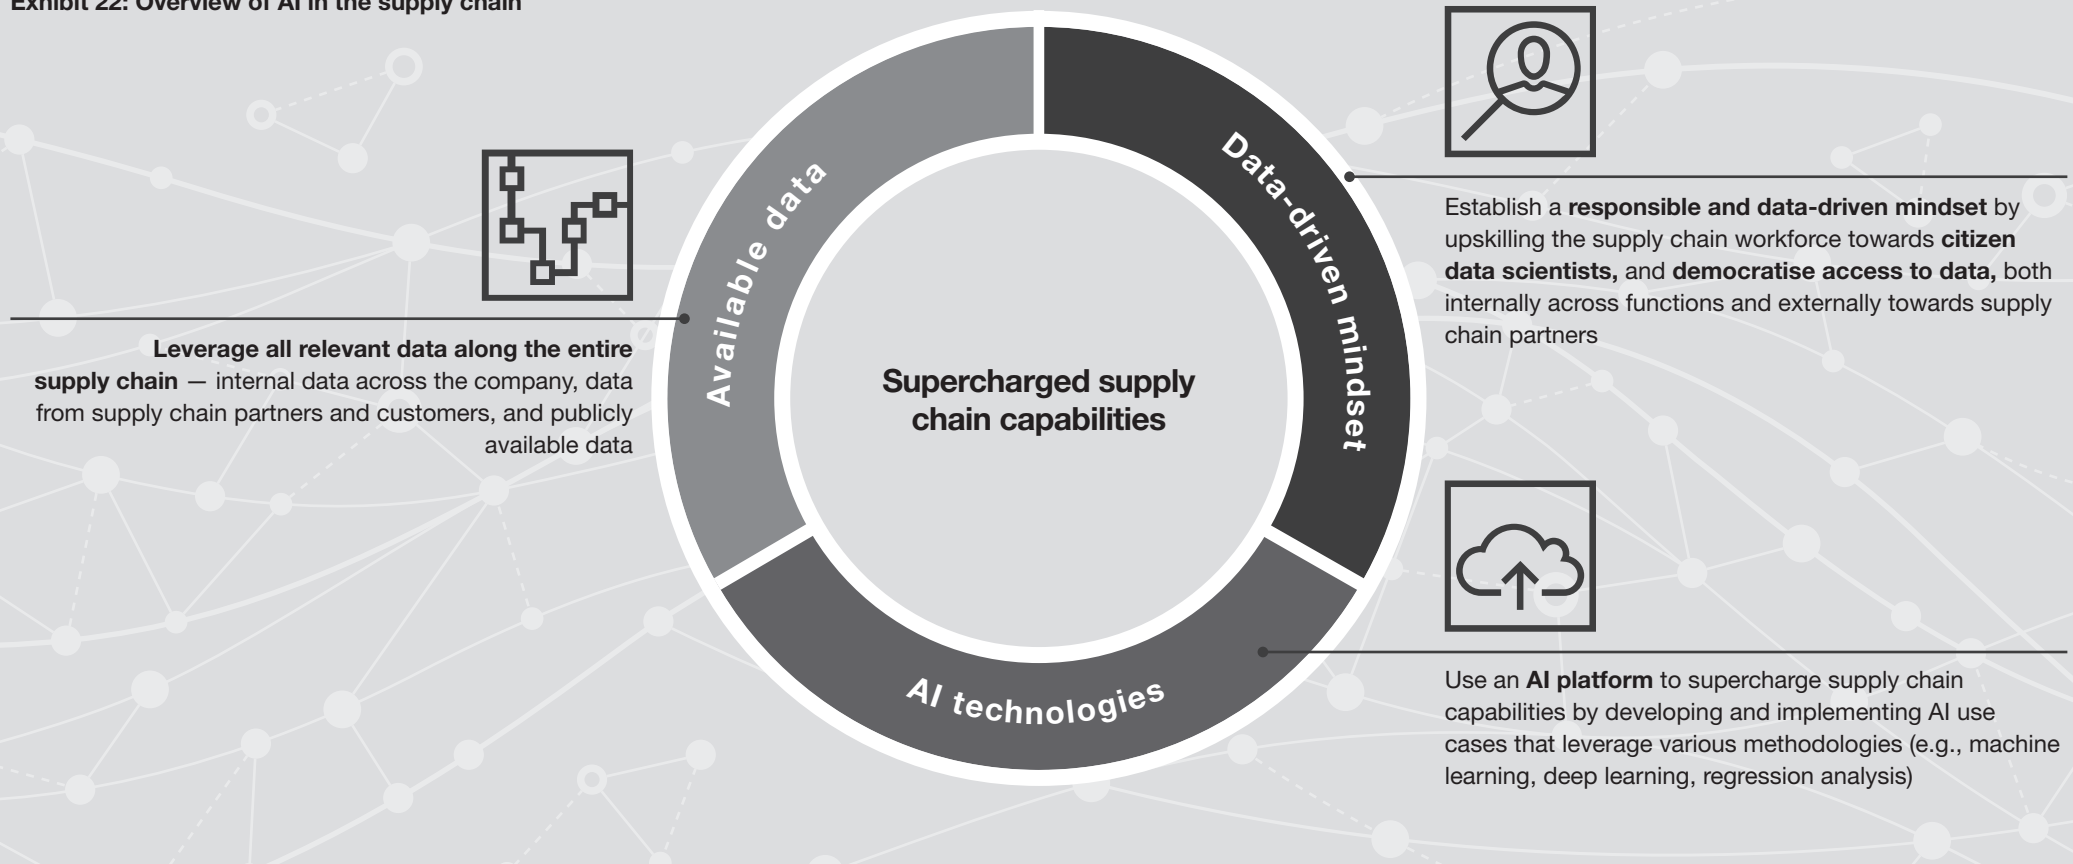 Exhibit 22: Overview of AI in the supply chain
Available data
Leverage all relevant data along the entire
supply chain — internal data across the company, data
from supply chain partners and customers, and publicly
available data
Supercharged supply
chain capabilities
Data-driven mindset
Establish a responsible and data-driven mindset by
upskilling the supply chain workforce towards citizen
data scientists, and democratise access to data, both
internally across functions and externally towards supply
chain partners
AI technologies
Use an AI platform to supercharge supply chain
capabilities by developing and implementing AI use
cases that leverage various methodologies (e.g., machine
learning, deep learning, regression analysis)